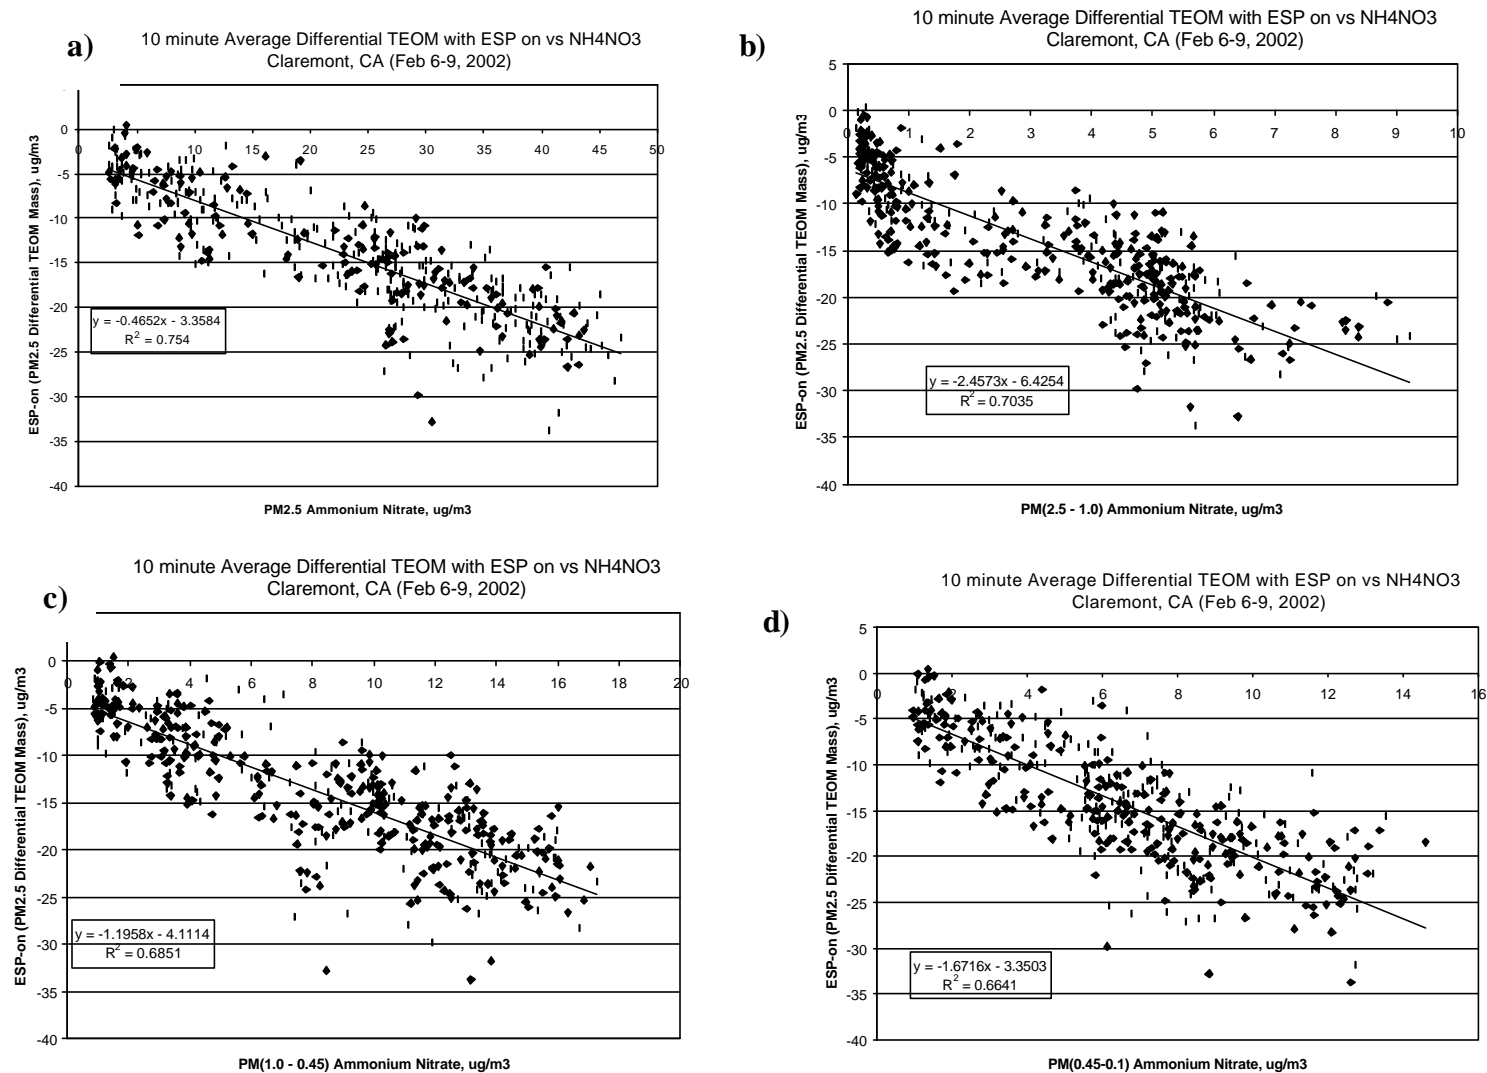 a)
10 minute Average Differential TEOM with ESP on vs NH4NO3
Claremont, CA (Feb 6-9, 2002)
ESP-on (PM2.5 Differential TEOM Mass), ug/m3
0
-5
-10
-15
-20
-25
-30
-35
-40
0 5 10 15 20 25 30 35 40 45 50
y = -0.4652x - 3.3584
R² = 0.754
PM2.5 Ammonium Nitrate, ug/m3
b)
10 minute Average Differential TEOM with ESP on vs NH4NO3
Claremont, CA (Feb 6-9, 2002)
ESP-on (PM2.5 Differential TEOM Mass), ug/m3
5
0
-5
-10
-15
-20
-25
-30
-35
-40
0 1 2 3 4 5 6 7 8 9 10
y = -2.4573x - 6.4254
R² = 0.7035
PM(2.5 - 1.0) Ammonium Nitrate, ug/m3
c)
10 minute Average Differential TEOM with ESP on vs NH4NO3
Claremont, CA (Feb 6-9, 2002)
ESP-on (PM2.5 Differential TEOM Mass), ug/m3
0
-5
-10
-15
-20
-25
-30
-35
-40
0 2 4 6 8 10 12 14 16 18 20
y = -1.1958x - 4.1114
R² = 0.6851
PM(1.0 - 0.45) Ammonium Nitrate, ug/m3
d)
10 minute Average Differential TEOM with ESP on vs NH4NO3
Claremont, CA (Feb 6-9, 2002)
ESP-on (PM2.5 Differential TEOM Mass), ug/m3
5
0
-5
-10
-15
-20
-25
-30
-35
-40
0 2 4 6 8 10 12 14 16
y = -1.6716x - 3.3503
R² = 0.6641
PM(0.45-0.1) Ammonium Nitrate, ug/m3